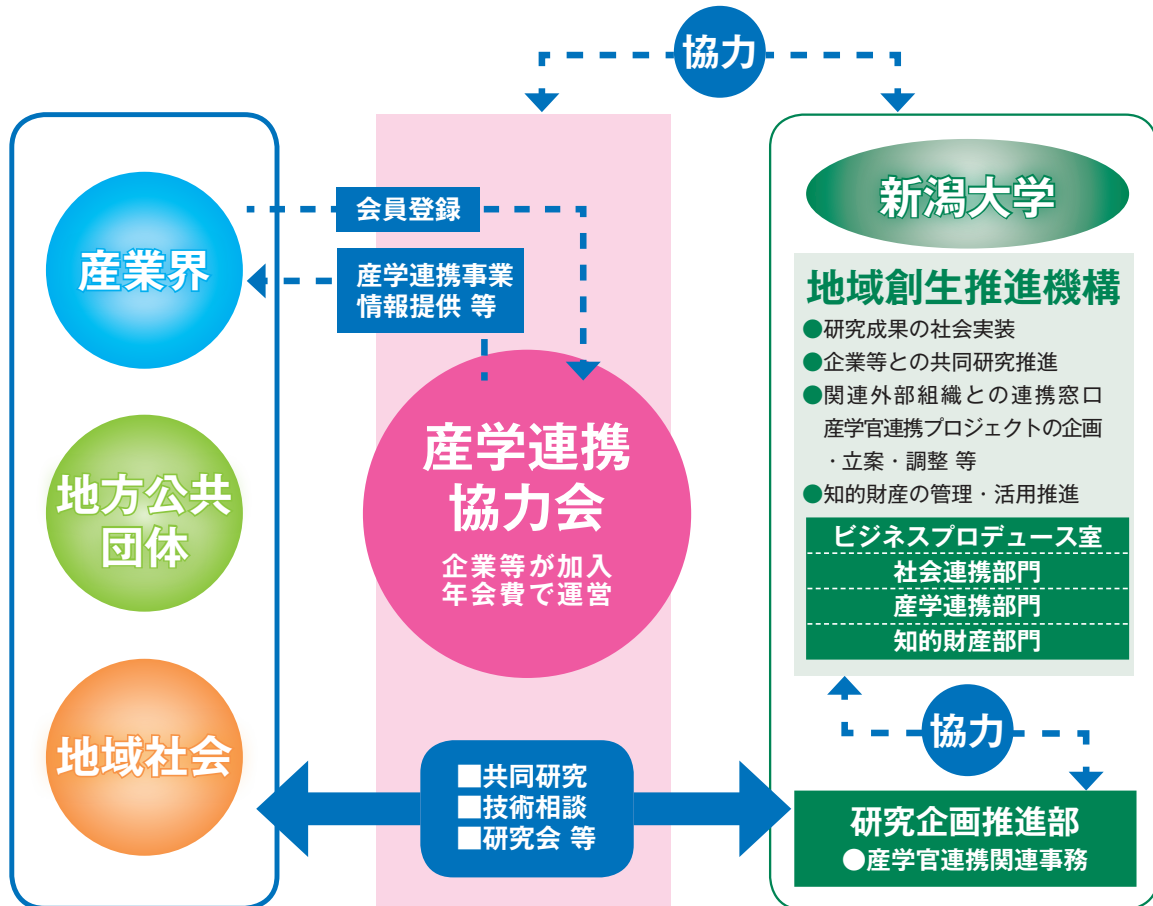 協力
産業界
地方公共
団体
地域社会
会員登録
産学連携事業
情報提供 等
産学連携
協力会
企業等が加入
年会費で運営
■共同研究
■技術相談
■研究会 等
新潟大学
地域創生推進機構
●研究成果の社会実装
●企業等との共同研究推進
●関連外部組織との連携窓口
産学官連携プロジェクトの企画
・立案・調整 等
●知的財産の管理・活用推進
ビジネスプロデュース室
社会連携部門
産学連携部門
知的財産部門
協力
研究企画推進部
●産学官連携関連事務